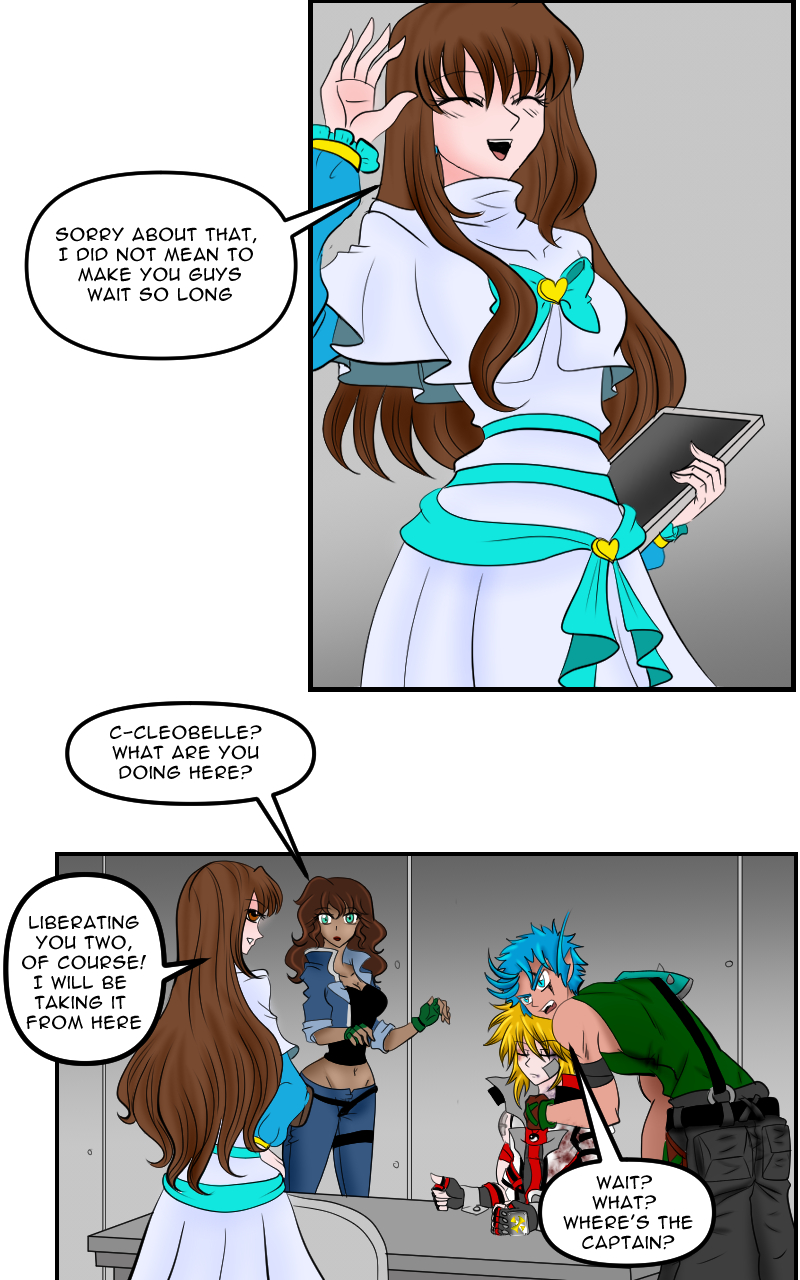 SORRY ABOUT THAT,
I DID NOT MEAN TO
MAKE YOU GUYS
WAIT SO LONG
C-CLEOBELLE?
WHAT ARE YOU
DOING HERE?
LIBERATING
YOU TWO,
OF COURSE!
I WILL BE
TAKING IT
FROM HERE
WAIT?
WHAT?
WHERE'S THE
CAPTAIN?